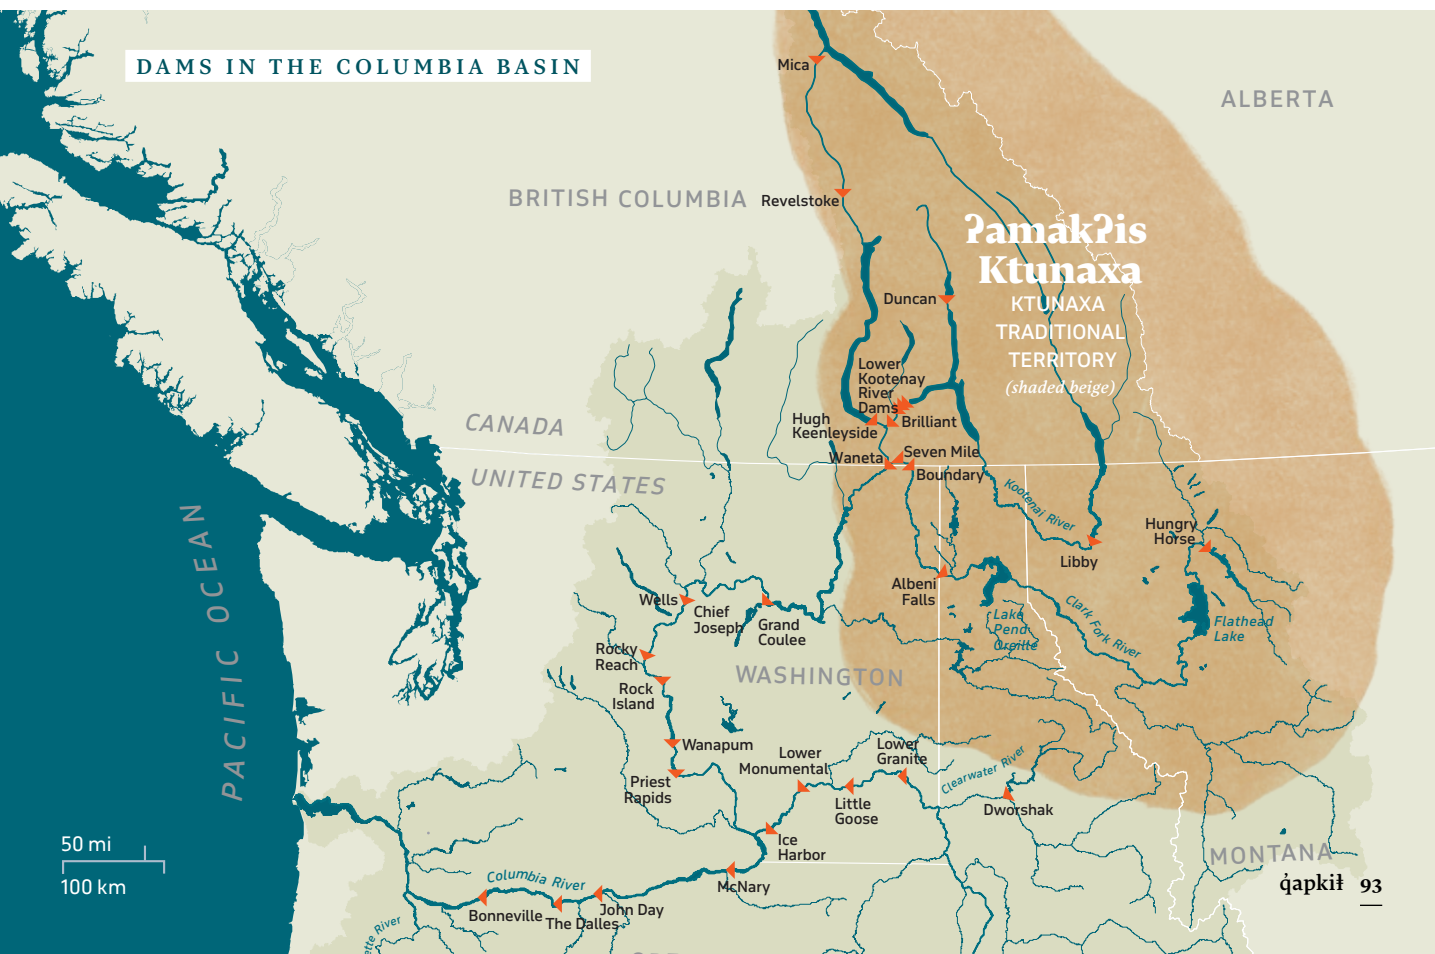 DAMS IN THE COLUMBIA BASIN
Mica
ALBERTA
BRITISH COLUMBIA
Revelstoke
ʔamakʔis
Ktunaxa
KTUNAXA
TRADITIONAL
TERRITORY
(shaded beige)
Duncan
Lower
Kootenay
River
Dams
Hugh
Keenleyside
Brilliant
CANADA
Waneta
Seven Mile
Boundary
UNITED STATES
Kootenai River
PACIFIC OCEAN
Hungry
Horse
Libby
Albeni
Falls
Wells
Chief
Joseph
Grand
Coulee
Lake
Pend
Oreille
Clark Fork River
Flathead
Lake
Rocky
Reach
Rock
Island
WASHINGTON
Wanapum
Priest
Rapids
Lower
Monumental
Lower
Granite
Little
Goose
Clearwater River
Dworshak
Ice
Harbor
50 mi
100 km
McNary
Columbia River
Bonneville
The Dalles
John Day
MONTANA
q̓apkiⱡ 93
ette River